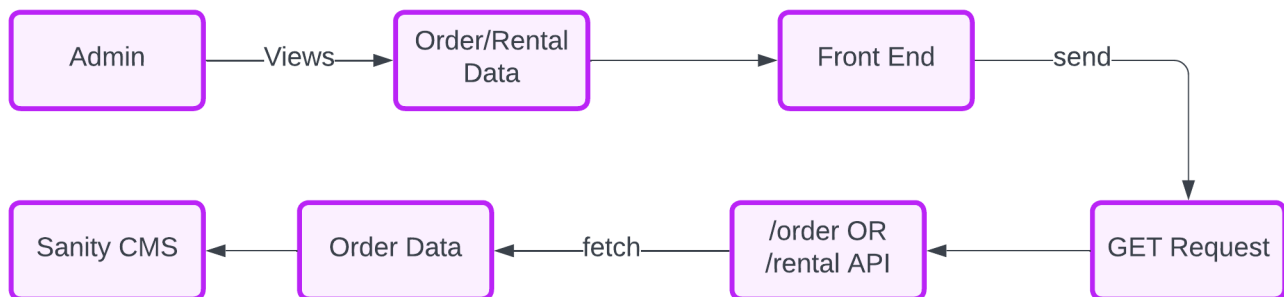 Admin
Views
Order/Rental
Data
Front End
send
GET Request
/order OR
/rental API
fetch
Order Data
Sanity CMS